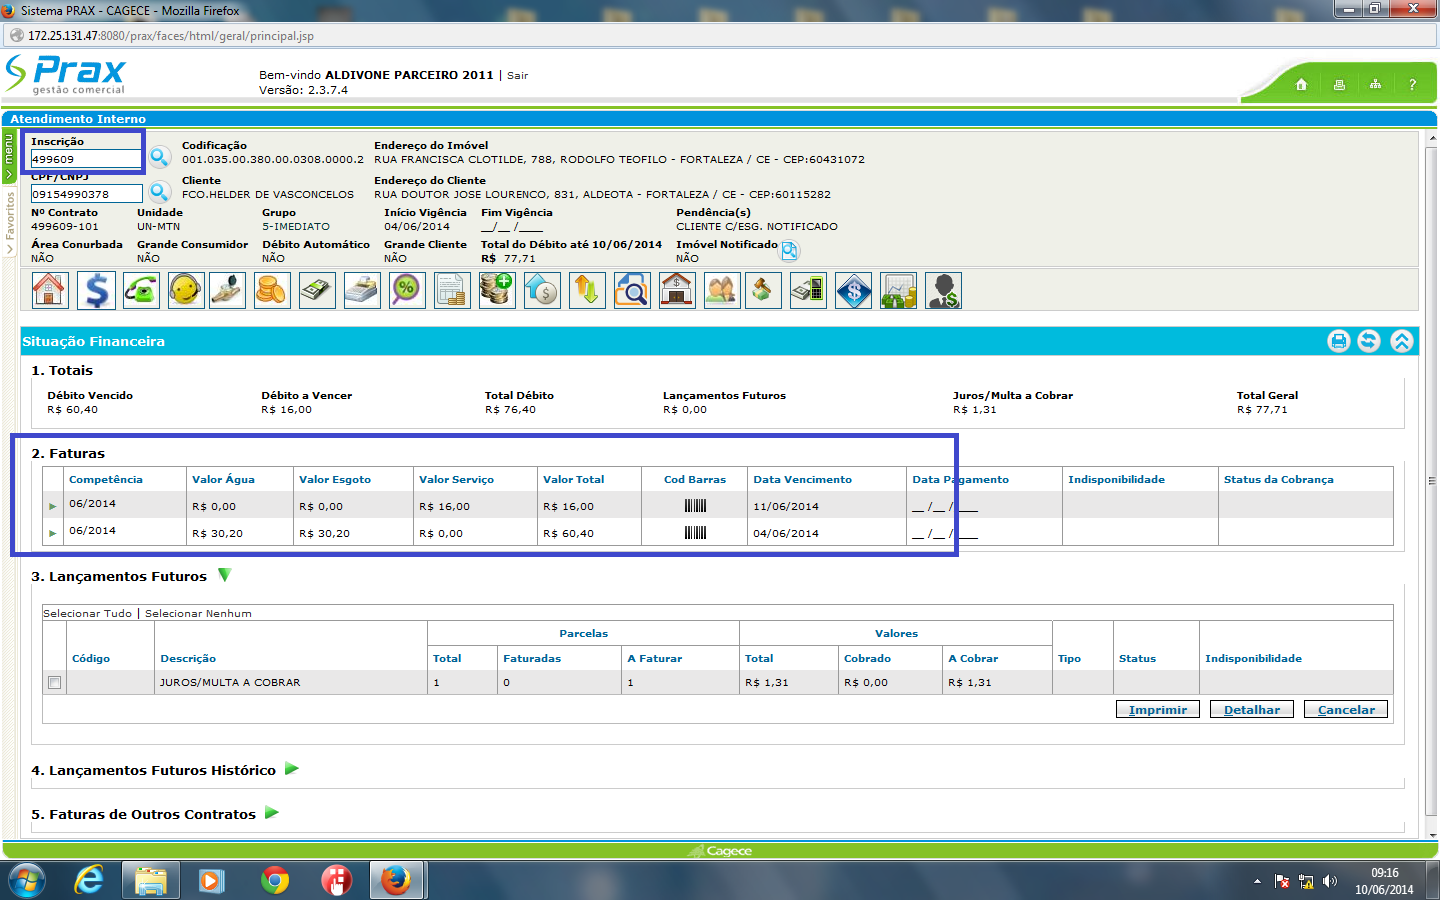 Sistema PRAX - CAGECE - Mozilla Firefox
172.25.131.47:8080/prax/faces/html/geral/principal.jsp
Prax
gestão comercial
Bem-vindo ALDIVONE PARCEIRO 2011 | Sair
Versão: 2.3.7.4
?
Atendimento Interno
menu
Favoritos
Inscrição
499609
Codificação
001.035.00.380.00.0308.0000.2
Endereço do Imóvel
RUA FRANCISCA CLOTILDE, 788, RODOLFO TEOFILO - FORTALEZA / CE - CEP:60431072
CPF/CNPJ
09154990378
Cliente
FCO.HELDER DE VASCONCELOS
Endereço do Cliente
RUA DOUTOR JOSE LOURENCO, 831, ALDEOTA - FORTALEZA / CE - CEP:60115282
Nº Contrato Unidade Grupo Início Vigência Fim Vigência Pendência(s)
499609-101 UN-MTN 5-IMEDIATO 04/06/2014 __/__ /____ CLIENTE C/ESG. NOTIFICADO
Área Conurbada Grande Consumidor Débito Automático Grande Cliente Total do Débito até 10/06/2014 Imóvel Notificado
NÃO NÃO NÃO NÃO R$ 77,71 NÃO
Situação Financeira
1. Totais
Débito Vencido Débito a Vencer Total Débito Lançamentos Futuros Juros/Multa a Cobrar Total Geral
R$ 60,40 R$ 16,00 R$ 76,40 R$ 0,00 R$ 1,31 R$ 77,71
2. Faturas
Competência Valor Água Valor Esgoto Valor Serviço Valor Total Cod Barras Data Vencimento Data Pagamento Indisponibilidade Status da Cobrança
06/2014 R$ 0,00 R$ 0,00 R$ 16,00 R$ 16,00 11/06/2014 __ /__ /____
06/2014 R$ 30,20 R$ 30,20 R$ 0,00 R$ 60,40 04/06/2014 __ /__ /____
3. Lançamentos Futuros
Selecionar Tudo | Selecionar Nenhum
Parcelas Valores
Código Descrição Total Faturadas A Faturar Total Cobrado A Cobrar Tipo Status Indisponibilidade
JUROS/MULTA A COBRAR 1 0 1 R$ 1,31 R$ 0,00 R$ 1,31
Imprimir Detalhar Cancelar
4. Lançamentos Futuros Histórico
5. Faturas de Outros Contratos
Cagece
09:16
10/06/2014